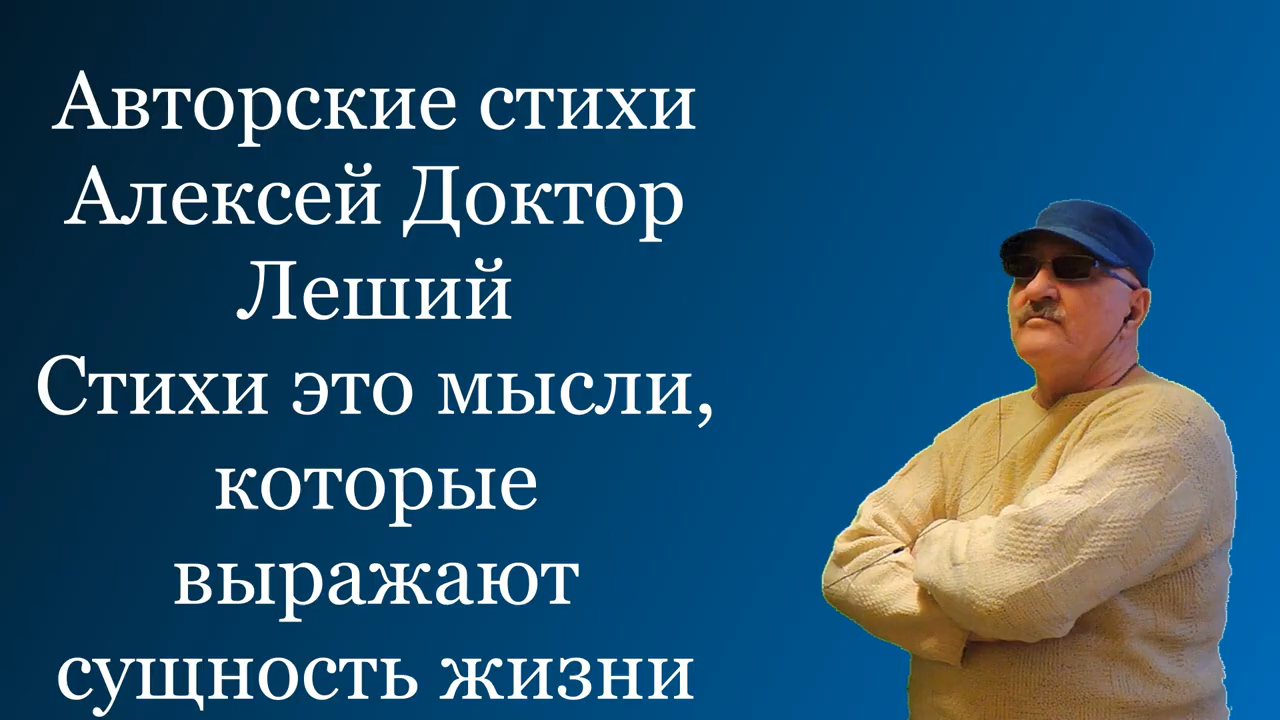 Авторские стихи
Алексей Доктор
Леший
Стихи это мысли,
которые
выражают
сущность жизни